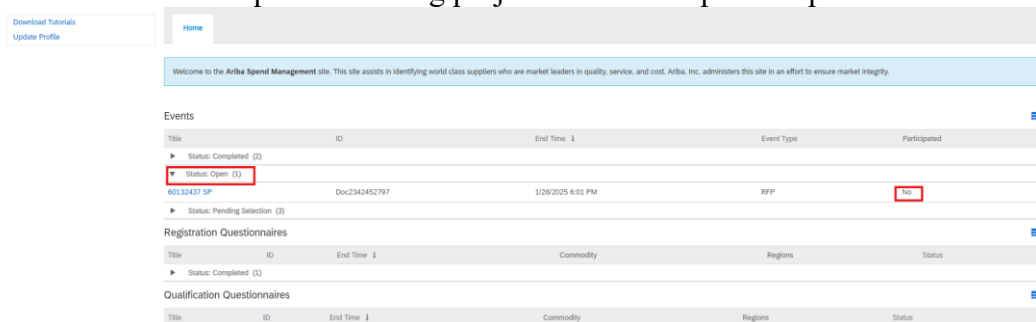 Download Tutorials
Update Profile
Home
Welcome to the Ariba Spend Management site. This site assists in identifying world class suppliers who are market leaders in quality, service, and cost. Ariba, Inc. administers this site in an effort to ensure market integrity.
Events
Title ID End Time ↓ Event Type Participated
► Status: Completed (2)
▼ Status: Open (1)
60132437 SP Doc2342452797 1/28/2025 6:01 PM RFP No
► Status: Pending Selection (3)
Registration Questionnaires
Title ID End Time ↓ Commodity Regions Status
► Status: Completed (1)
Qualification Questionnaires
Title ID End Time ↓ Commodity Regions Status